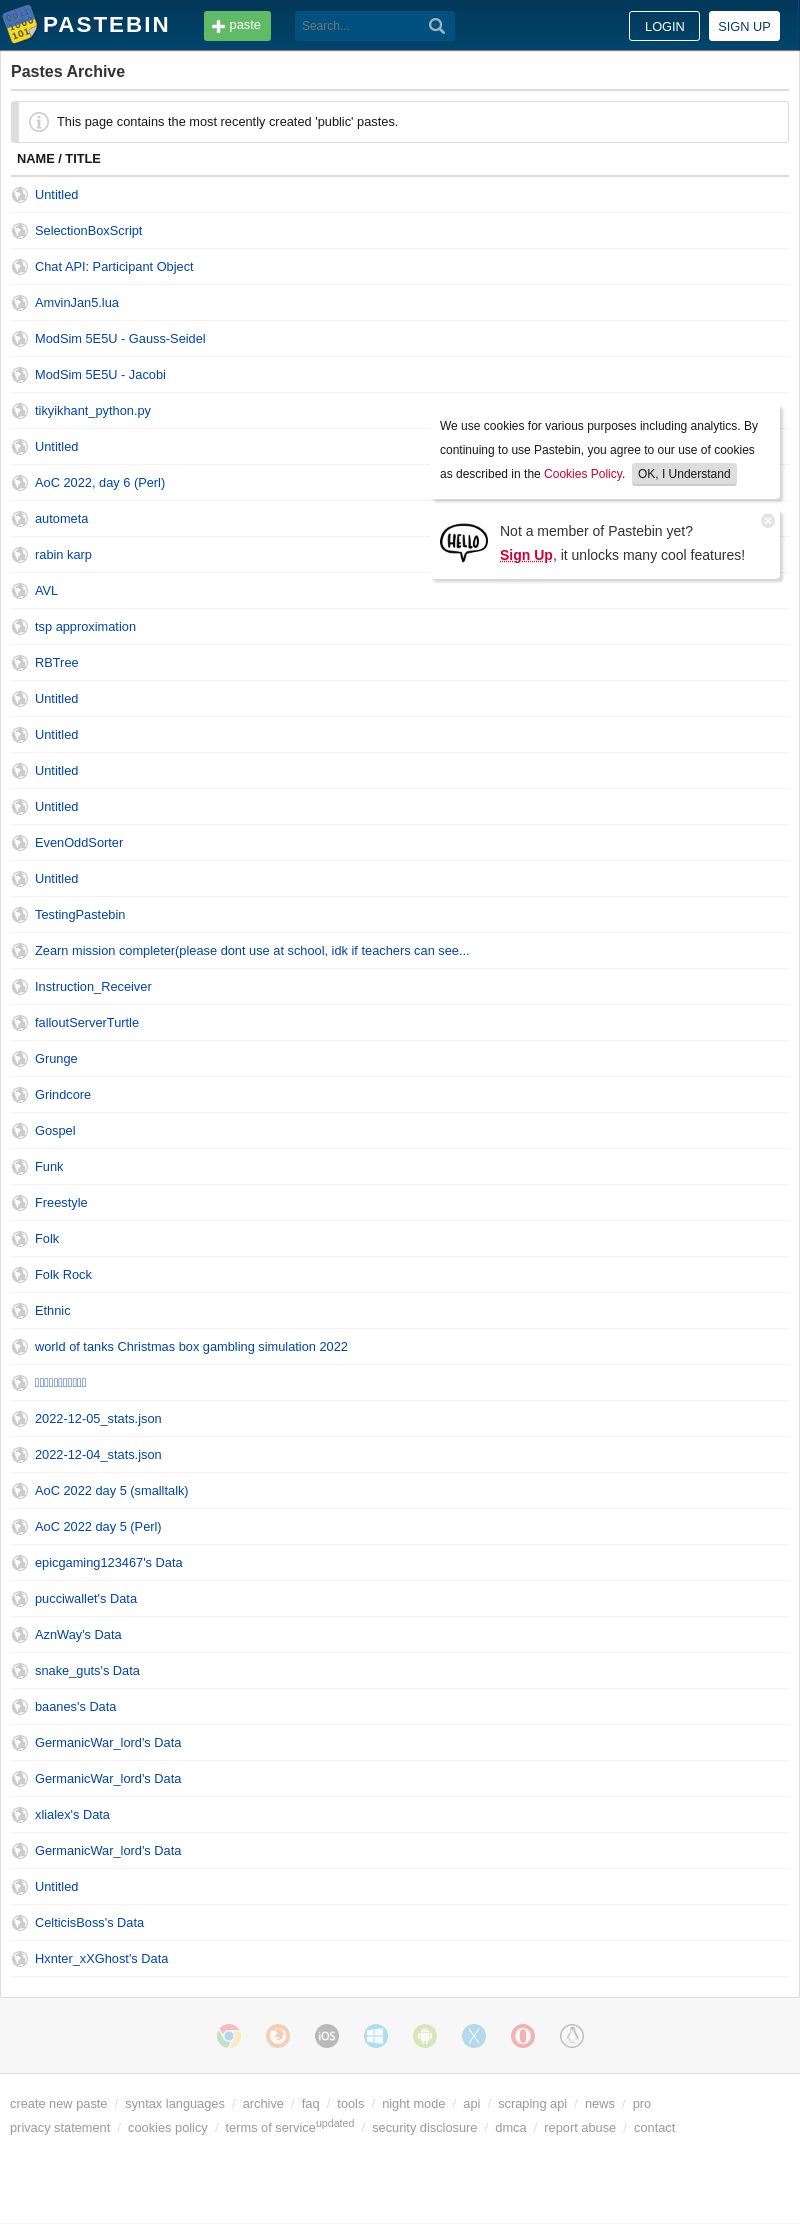 PASTEBIN
paste
Search...
LOGIN
SIGN UP
Pastes Archive
This page contains the most recently created 'public' pastes.
NAME / TITLE
Untitled
SelectionBoxScript
Chat API: Participant Object
AmvinJan5.lua
ModSim 5E5U - Gauss-Seidel
ModSim 5E5U - Jacobi
tikyikhant_python.py
Untitled
AoC 2022, day 6 (Perl)
autometa
rabin karp
We use cookies for various purposes including analytics. By
continuing to use Pastebin, you agree to our use of cookies
as described in the Cookies Policy. OK, I Understand
HELLO
Not a member of Pastebin yet?
Sign Up, it unlocks many cool features!
AVL
tsp approximation
RBTree
Untitled
Untitled
Untitled
Untitled
EvenOddSorter
Untitled
TestingPastebin
Zearn mission completer(please dont use at school, idk if teachers can see...
Instruction_Receiver
falloutServerTurtle
Grunge
Grindcore
Gospel
Funk
Freestyle
Folk
Folk Rock
Ethnic
world of tanks Christmas box gambling simulation 2022
2022-12-05_stats.json
2022-12-04_stats.json
AoC 2022 day 5 (smalltalk)
AoC 2022 day 5 (Perl)
epicgaming123467's Data
pucciwallet's Data
AznWay's Data
snake_guts's Data
baanes's Data
GermanicWar_lord's Data
GermanicWar_lord's Data
xlialex's Data
GermanicWar_lord's Data
Untitled
CelticisBoss's Data
Hxnter_xXGhost's Data
iOS
create new paste / syntax languages / archive / faq / tools / night mode / api / scraping api / news / pro
privacy statement / cookies policy / terms of service updated / security disclosure / dmca / report abuse / contact